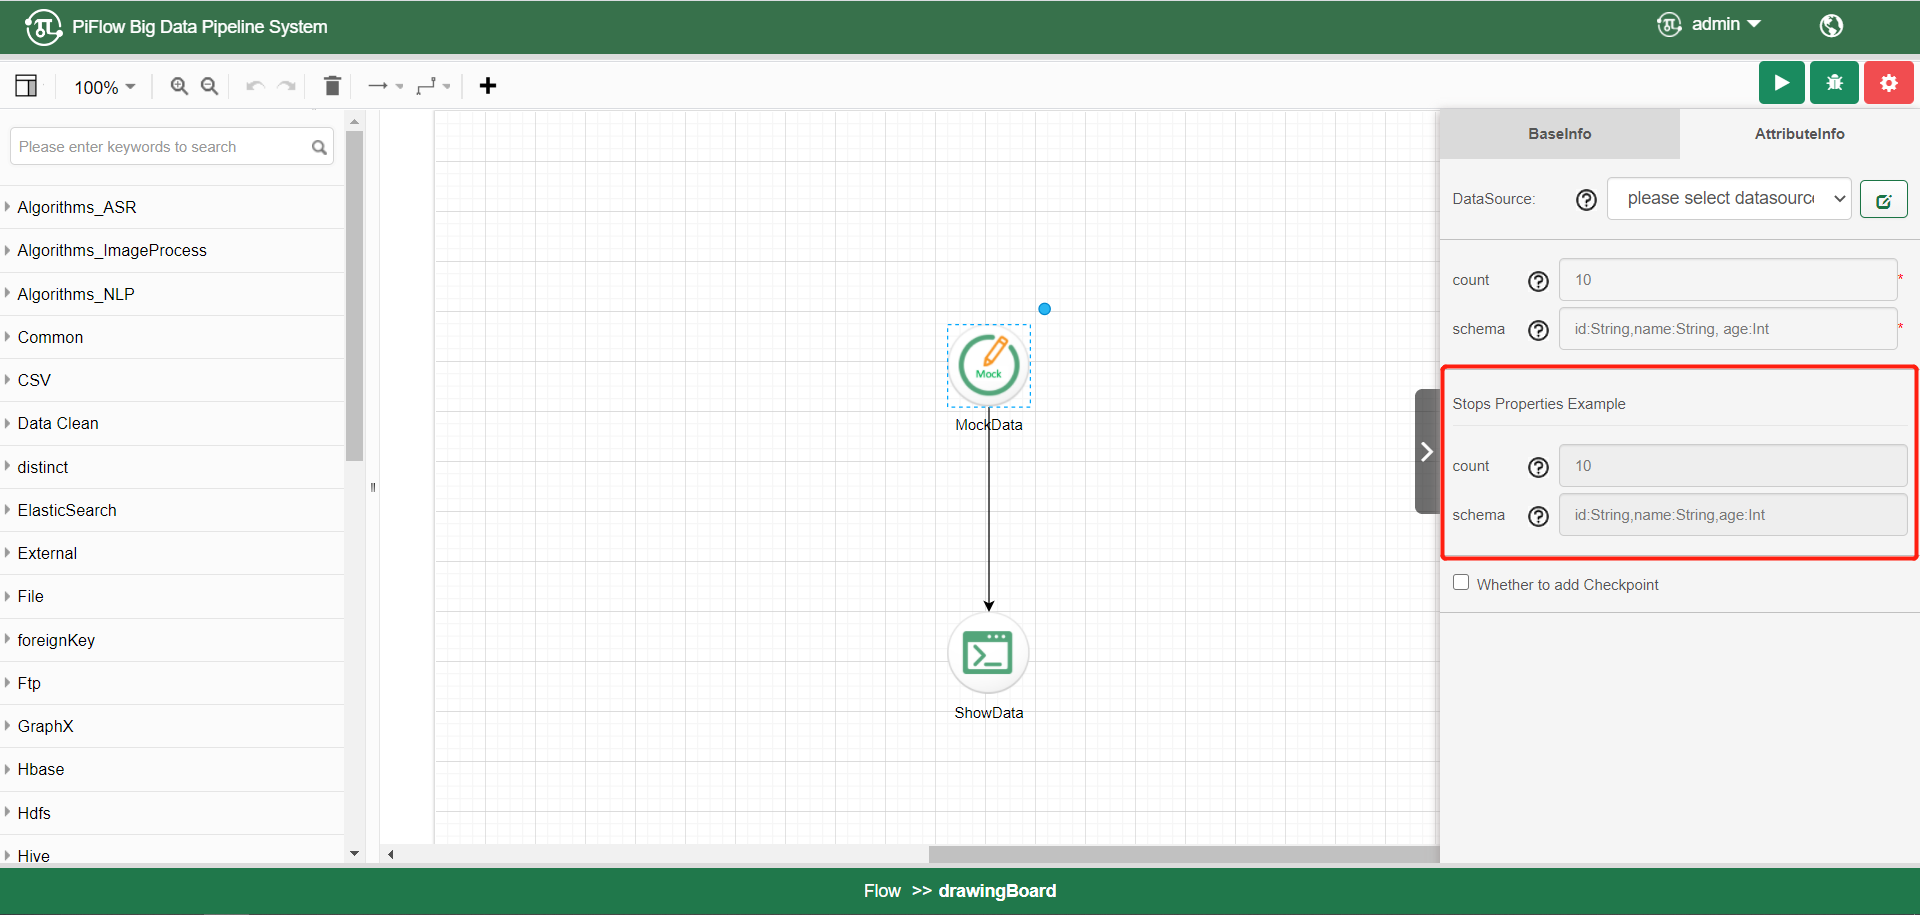 PiFlow Big Data Pipeline System
admin
100%
Please enter keywords to search
Algorithms_ASR
Algorithms_ImageProcess
Algorithms_NLP
Common
CSV
Data Clean
distinct
ElasticSearch
External
File
foreignKey
Ftp
GraphX
Hbase
Hdfs
Hive
Mock
MockData
ShowData
BaseInfo
AttributeInfo
DataSource:
please select datasourc
count
10
*
schema
id:String,name:String, age:Int
*
Stops Properties Example
count
10
schema
id:String,name:String,age:Int
Whether to add Checkpoint
Flow >> drawingBoard